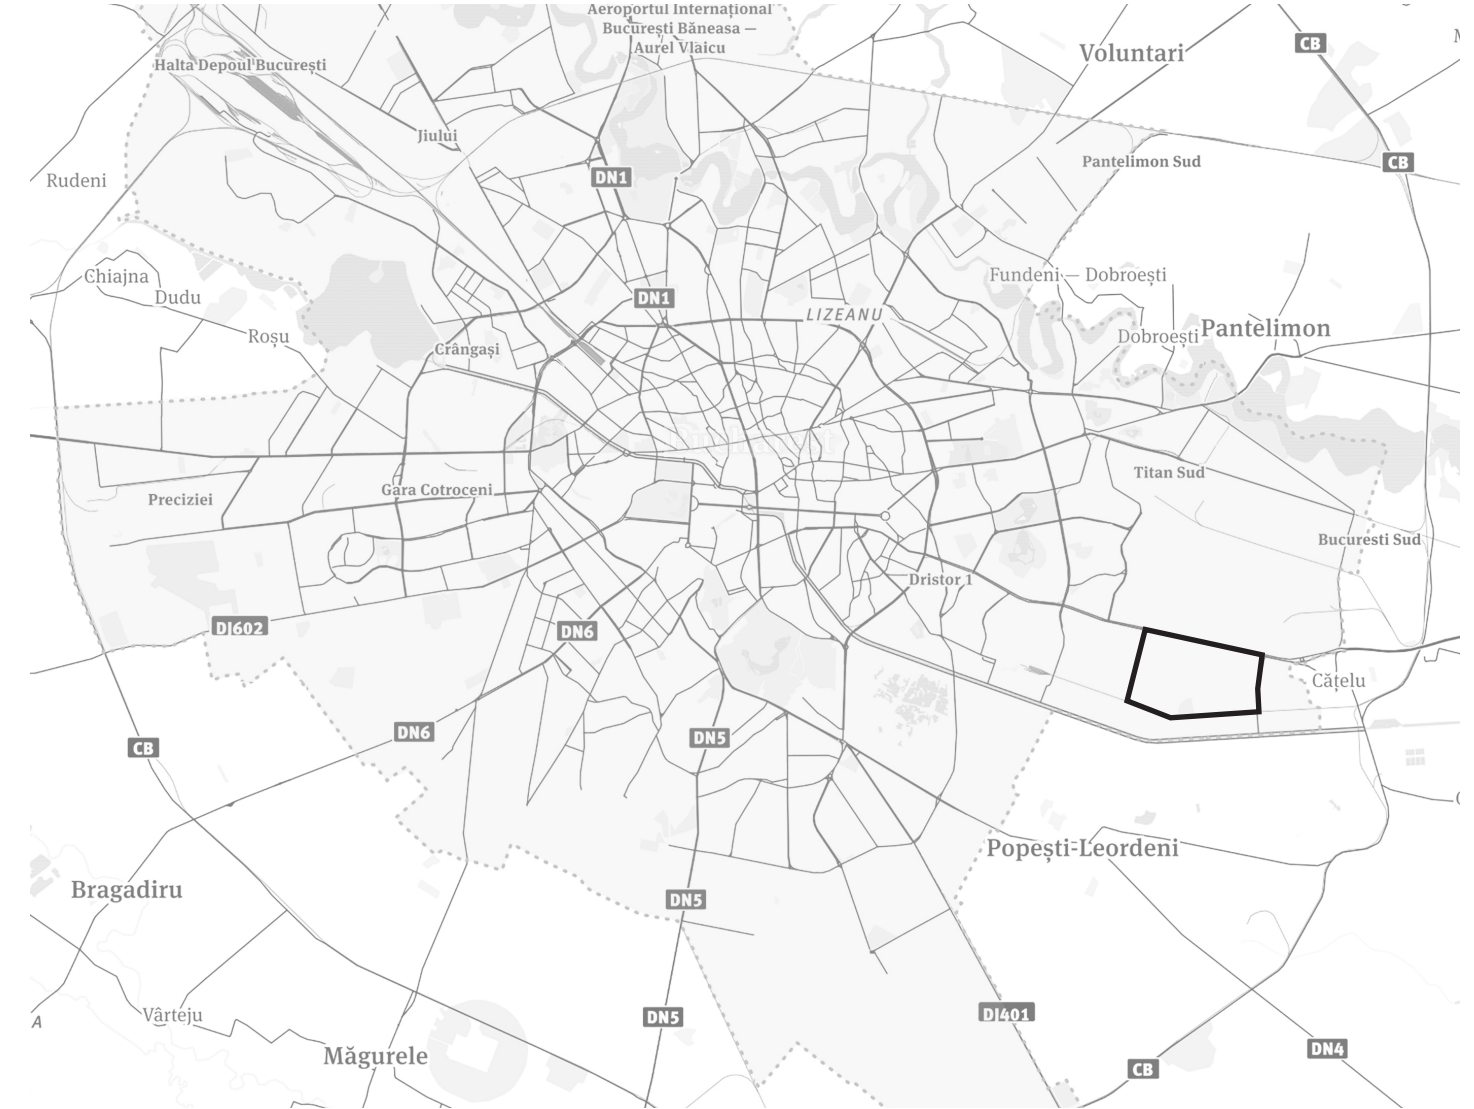 Aeroportul Internațional
București Băneasa —
Aurel Vlaicu
Voluntari
CB
Halta Depoul București
Jiului
Pantelimon Sud
CB
DN1
Rudeni
Chiajna
Dudu
Fundeni — Dobroești
DN1
LIZEANU
Roșu
Crângași
Dobroești
Pantelimon
Bucharest
Titan Sud
Gara Cotroceni
Preciziei
Bucuresti Sud
Dristor 1
DJ602
DN6
Cățelu
DN6
DN5
CB
Popești-Leordeni
Bragadiru
DN5
Vârteju
A
DN5
DJ401
Măgurele
DN4
CB